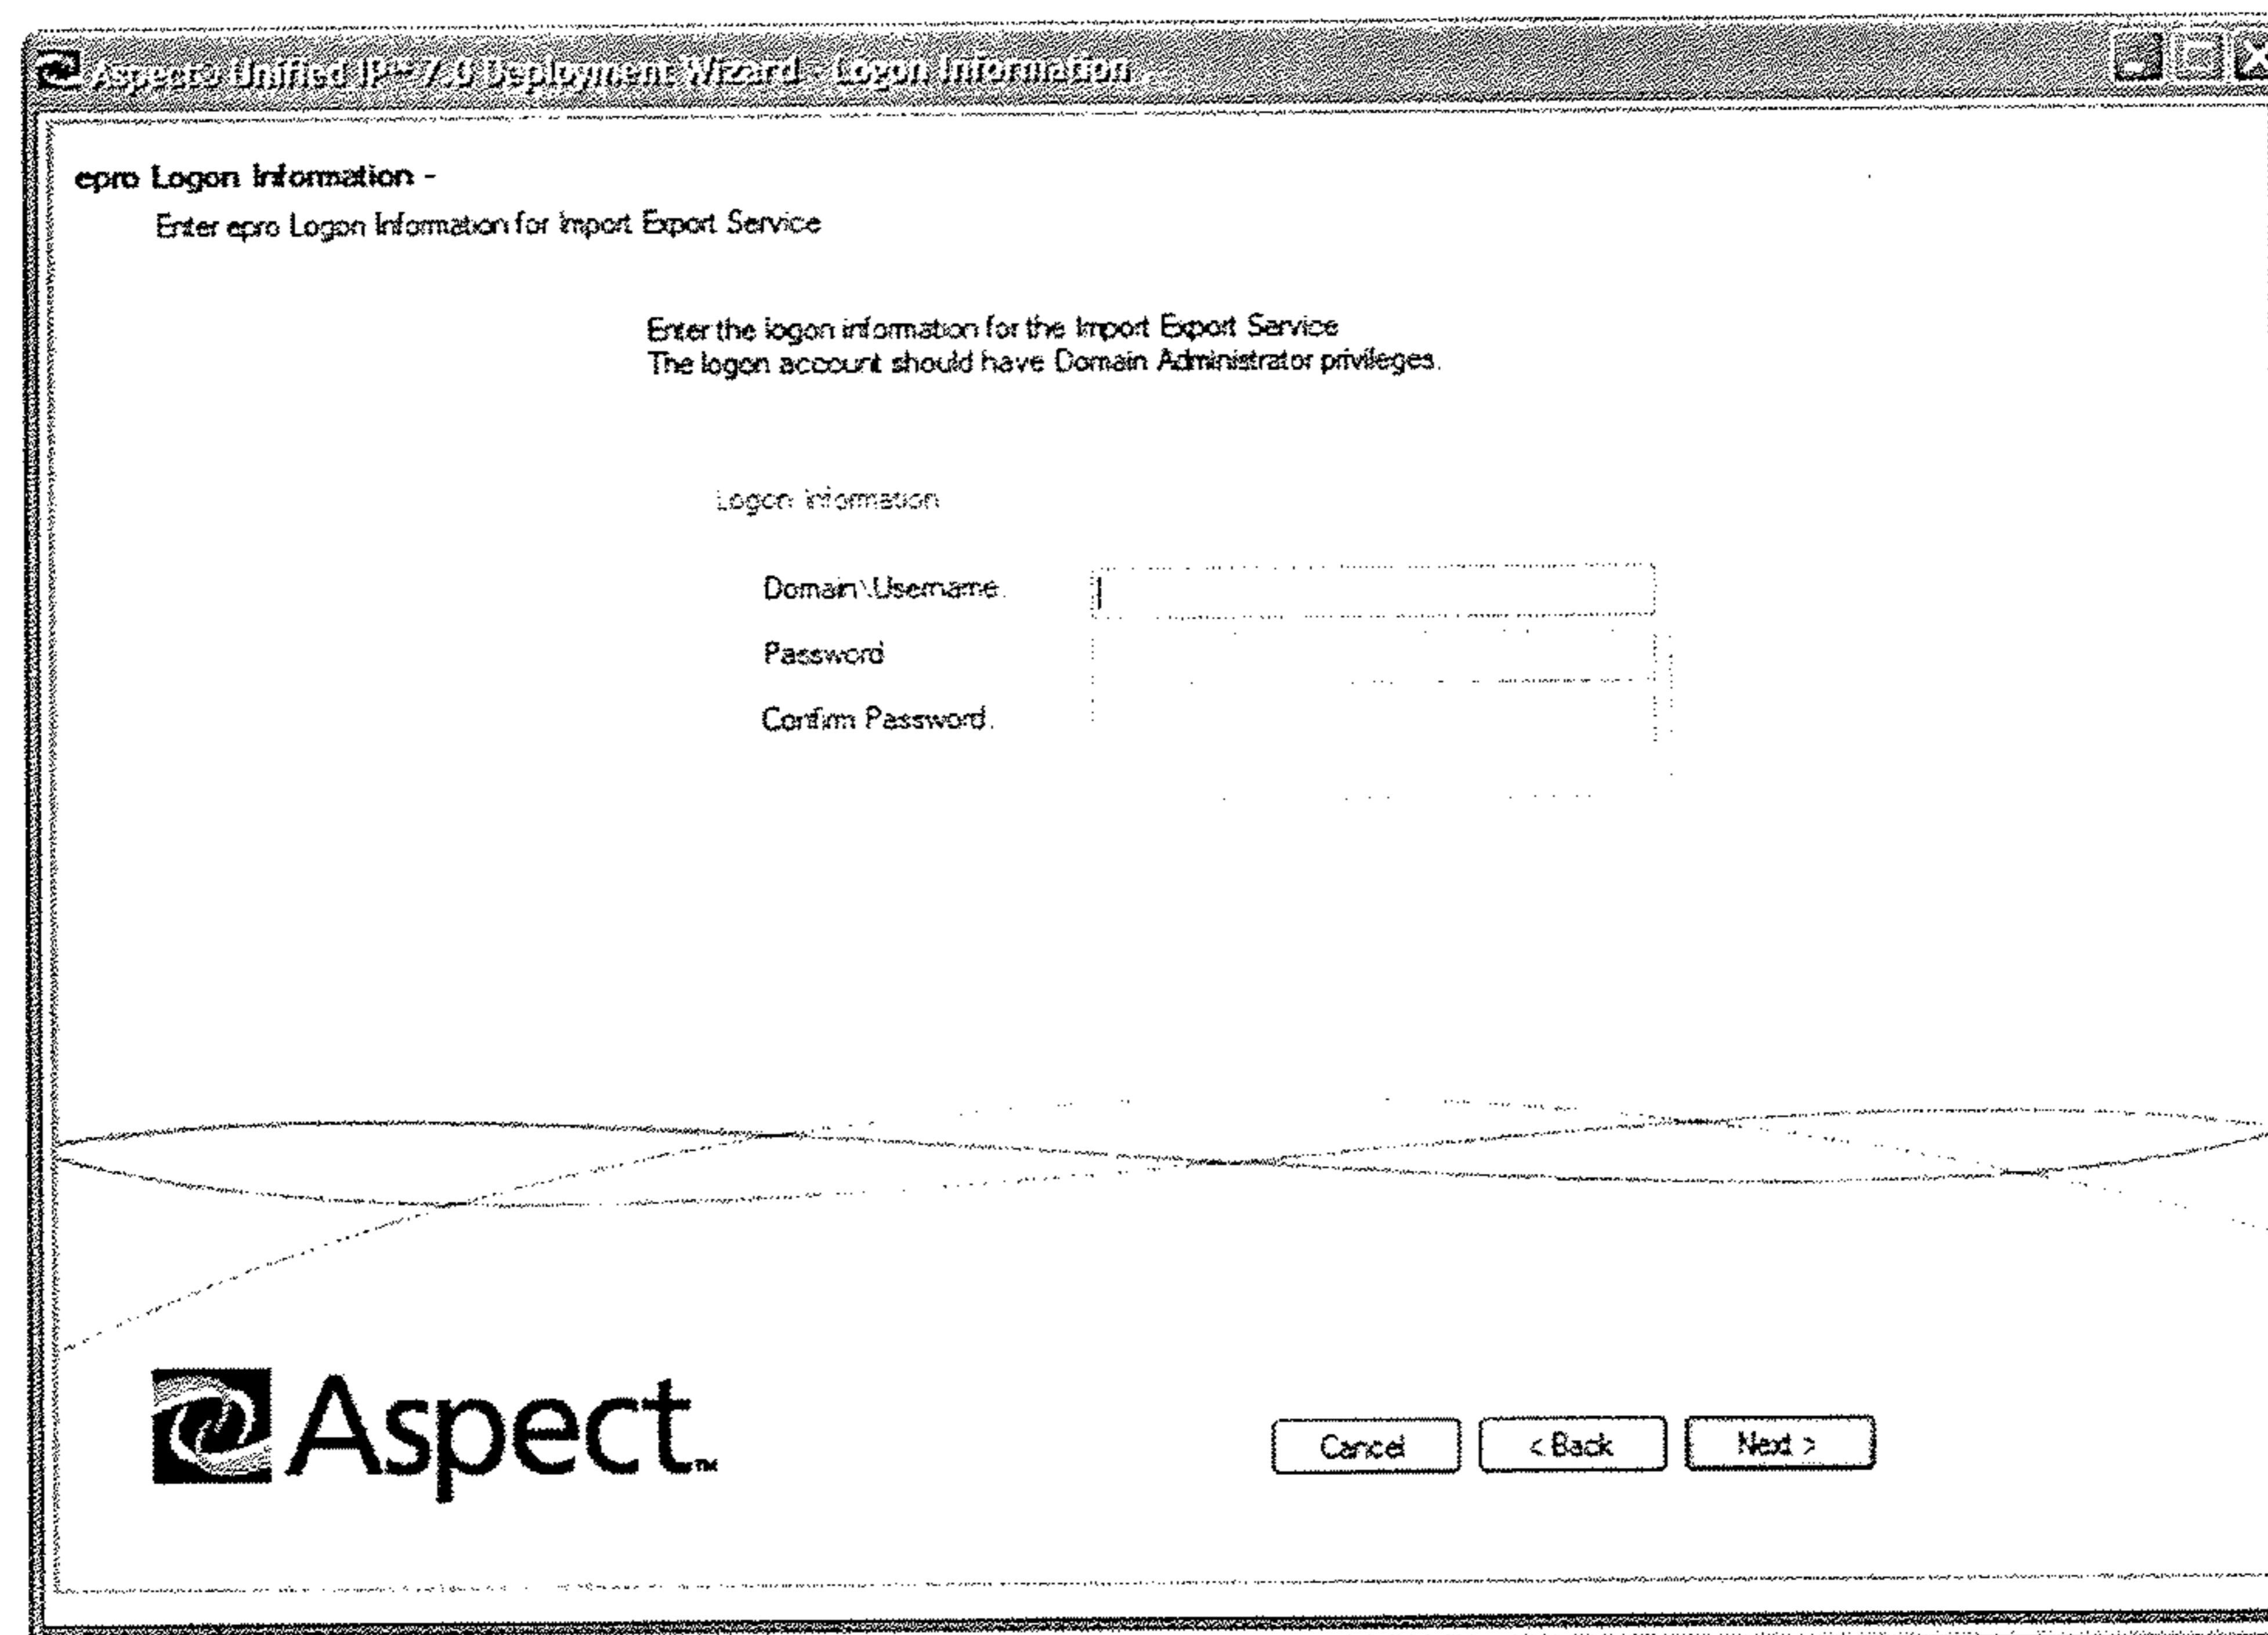 Aspect® Unified IP™ 7.0 Deployment Wizard - Logon Information
epro Logon Information -
Enter epro Logon Information for Import Export Service
Enter the logon information for the Import Export Service
The logon account should have Domain Administrator privileges.
Logon Information
Domain\Username.
Password
Confirm Password.
Aspect™
Cancel
< Back
Next >